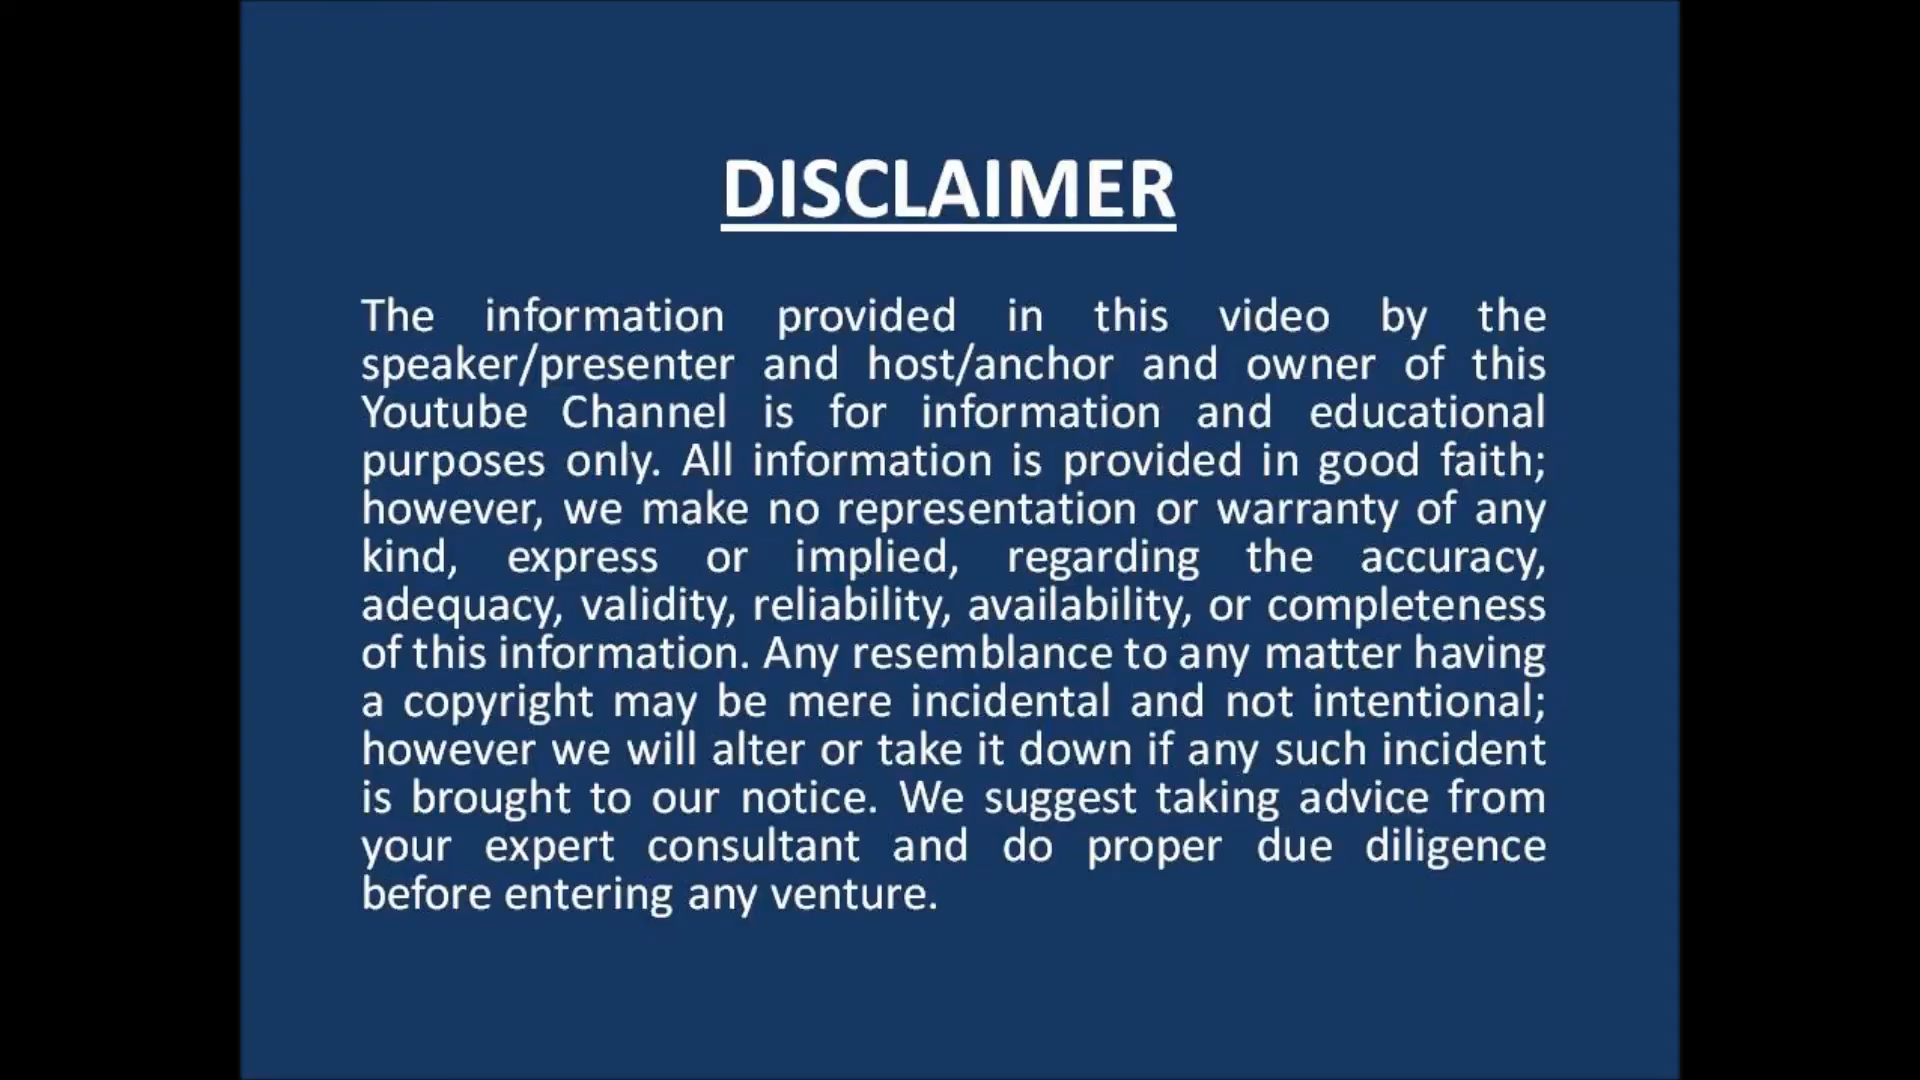 DISCLAIMER
The information provided in this video by the
speaker/presenter and host/anchor and owner of this
Youtube Channel is for information and educational
purposes only. All information is provided in good faith;
however, we make no representation or warranty of any
kind, express or implied, regarding the accuracy,
adequacy, validity, reliability, availability, or completeness
of this information. Any resemblance to any matter having
a copyright may be mere incidental and not intentional;
however we will alter or take it down if any such incident
is brought to our notice. We suggest taking advice from
your expert consultant and do proper due diligence
before entering any venture.